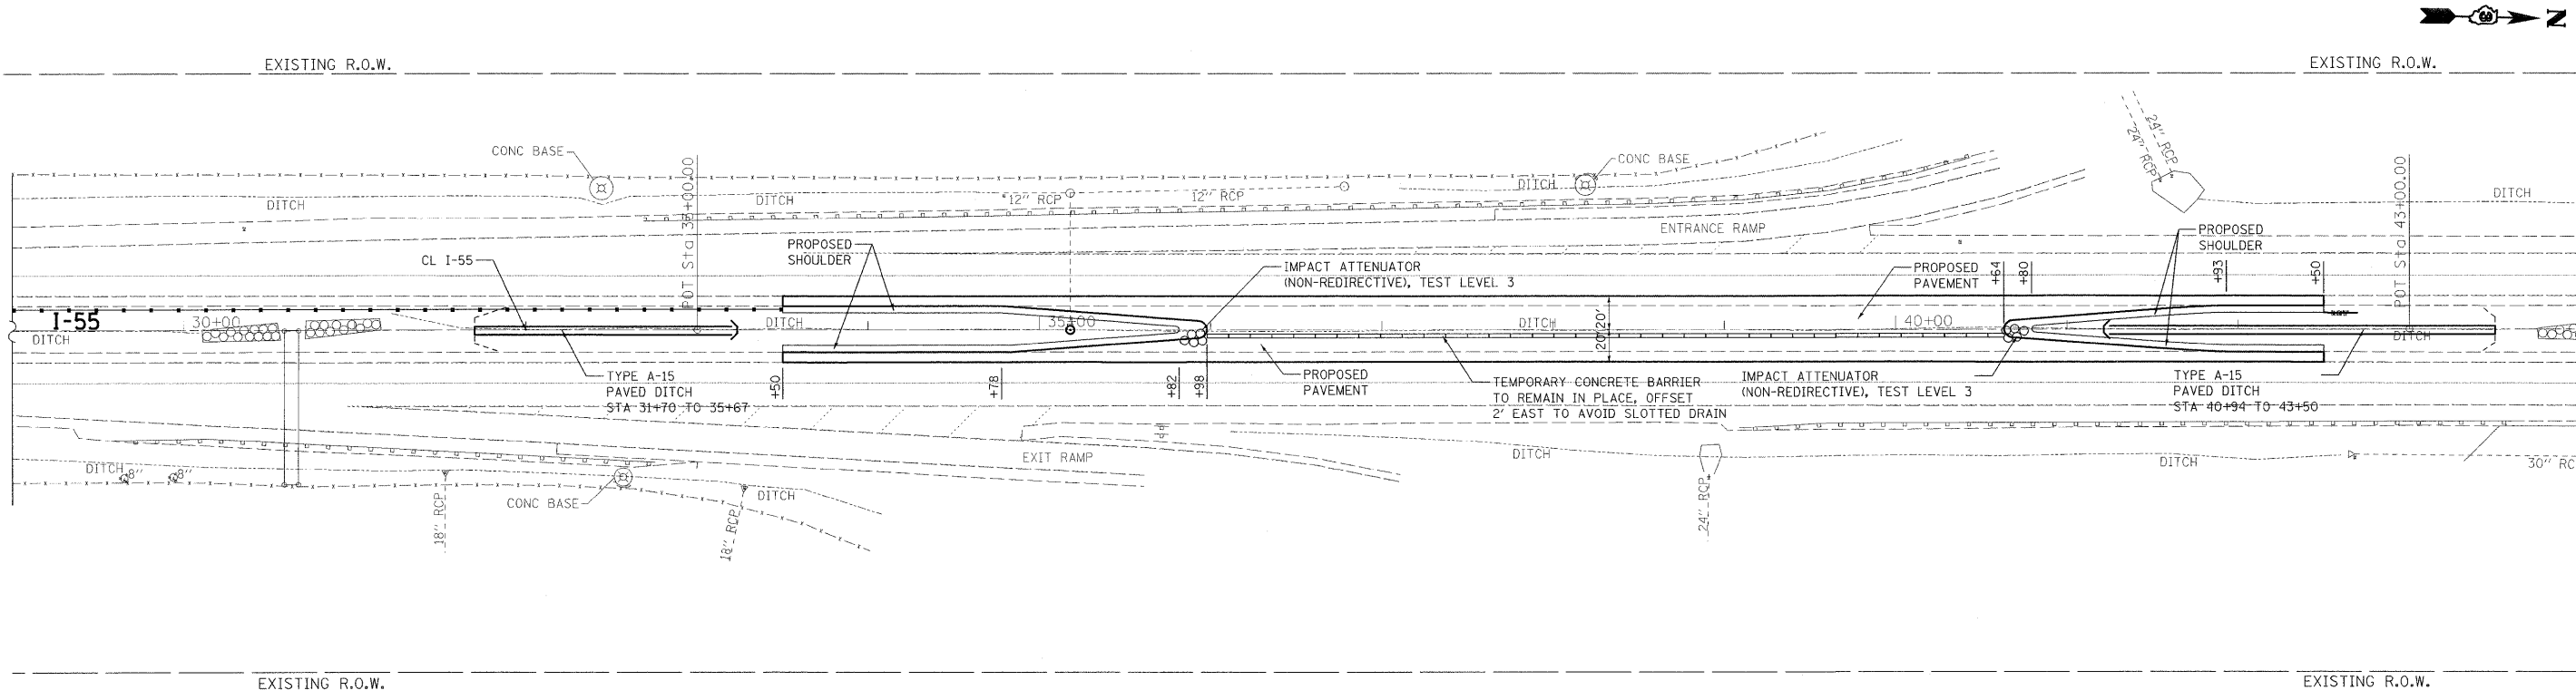 N
EXISTING R.O.W.
EXISTING R.O.W.
24" RCP
24" RCP
CONC BASE
CONC BASE
POT Sta 33+00.00
POT Sta 43+00.00
DITCH
DITCH
12" RCP
12" RCP
DITCH
DITCH
ENTRANCE RAMP
PROPOSED
SHOULDER
PROPOSED
SHOULDER
CL I-55
IMPACT ATTENUATOR
(NON-REDIRECTIVE), TEST LEVEL 3
PROPOSED
PAVEMENT
+64
+80
+93
+50
I-55
30+00
DITCH
DITCH
35+00
DITCH
20'
20'
40+00
DITCH
TYPE A-15
PAVED DITCH
STA 31+70 TO 35+67
+50
+78
+82
+98
PROPOSED
PAVEMENT
TEMPORARY CONCRETE BARRIER
TO REMAIN IN PLACE, OFFSET
2' EAST TO AVOID SLOTTED DRAIN
IMPACT ATTENUATOR
(NON-REDIRECTIVE), TEST LEVEL 3
TYPE A-15
PAVED DITCH
STA 40+94 TO 43+50
DITCH
EXIT RAMP
DITCH
DITCH
30" RC
CONC BASE
DITCH
18" RCP
18" RCP
24" RCP
EXISTING R.O.W.
EXISTING R.O.W.